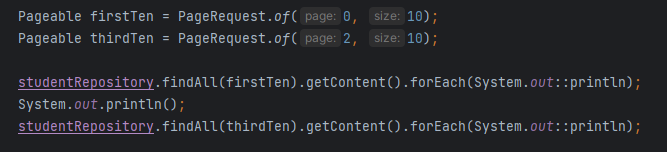 Pageable firstTen = PageRequest.of( page: 0, size: 10);
Pageable thirdTen = PageRequest.of( page: 2, size: 10);
studentRepository.findAll(firstTen).getContent().forEach(System.out::println);
System.out.println();
studentRepository.findAll(thirdTen).getContent().forEach(System.out::println);